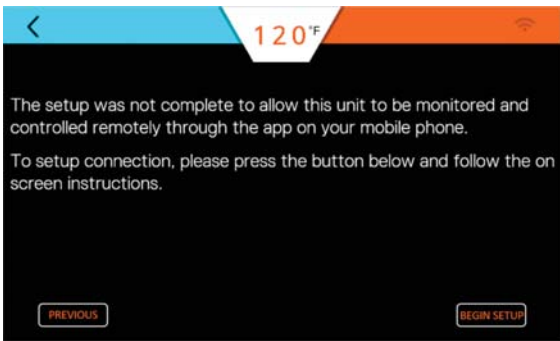 120°F
The setup was not complete to allow this unit to be monitored and
controlled remotely through the app on your mobile phone.
To setup connection, please press the button below and follow the on
screen instructions.
PREVIOUS
BEGIN SETUP